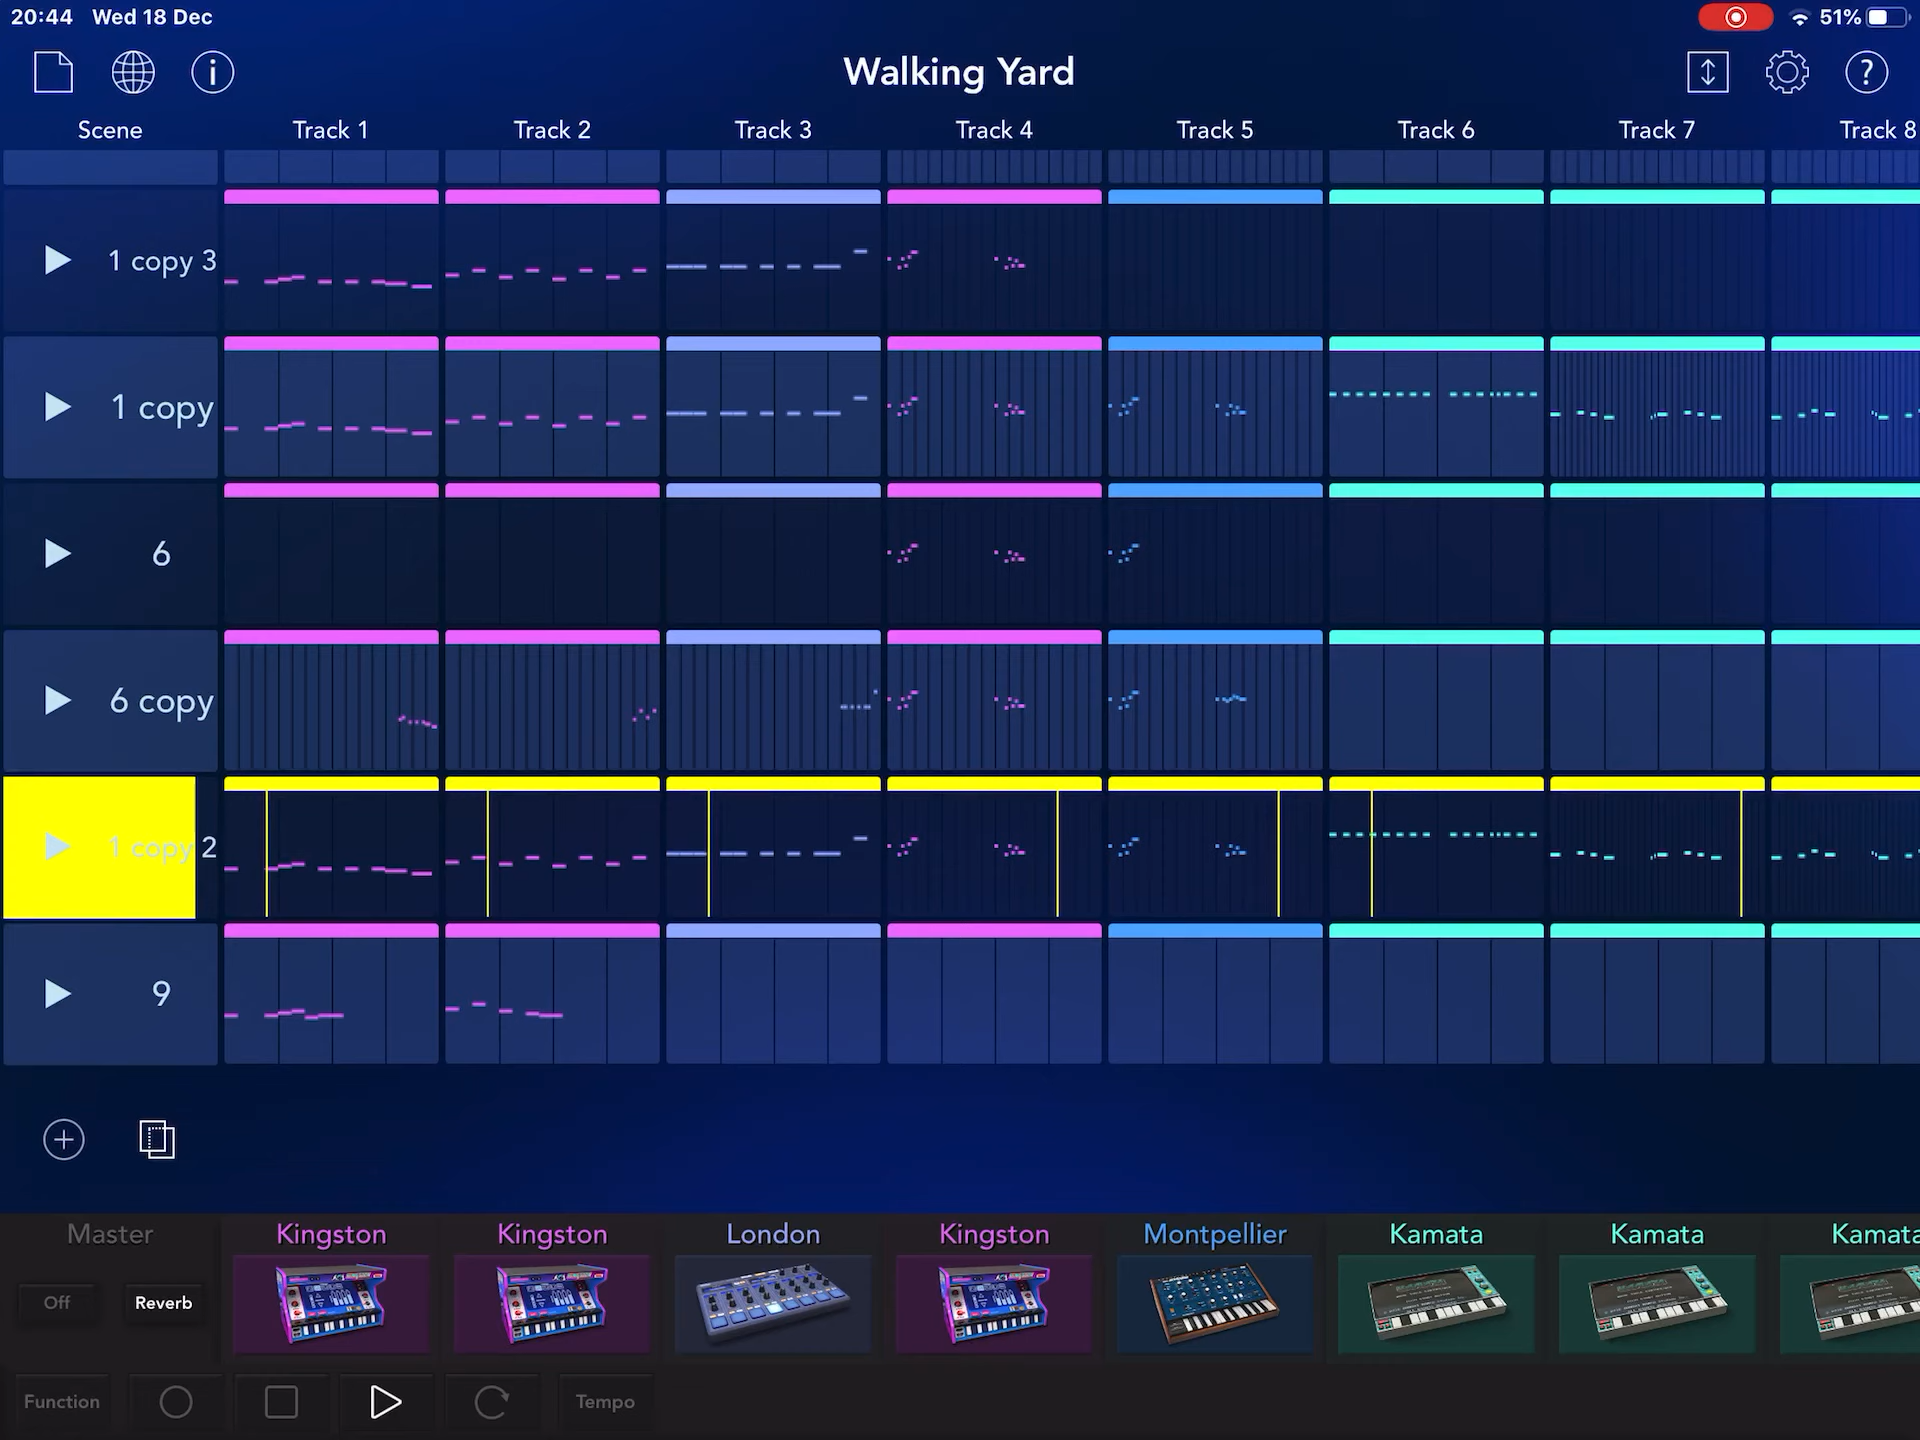 20:44 Wed 18 Dec 51%
i Walking Yard ?
Scene Track 1 Track 2 Track 3 Track 4 Track 5 Track 6 Track 7 Track 8
1 copy 3
1 copy
6
6 copy
1 copy 2
9
Master Kingston Kingston London Kingston Montpellier Kamata Kamata Kamata
Off Reverb
Function Tempo